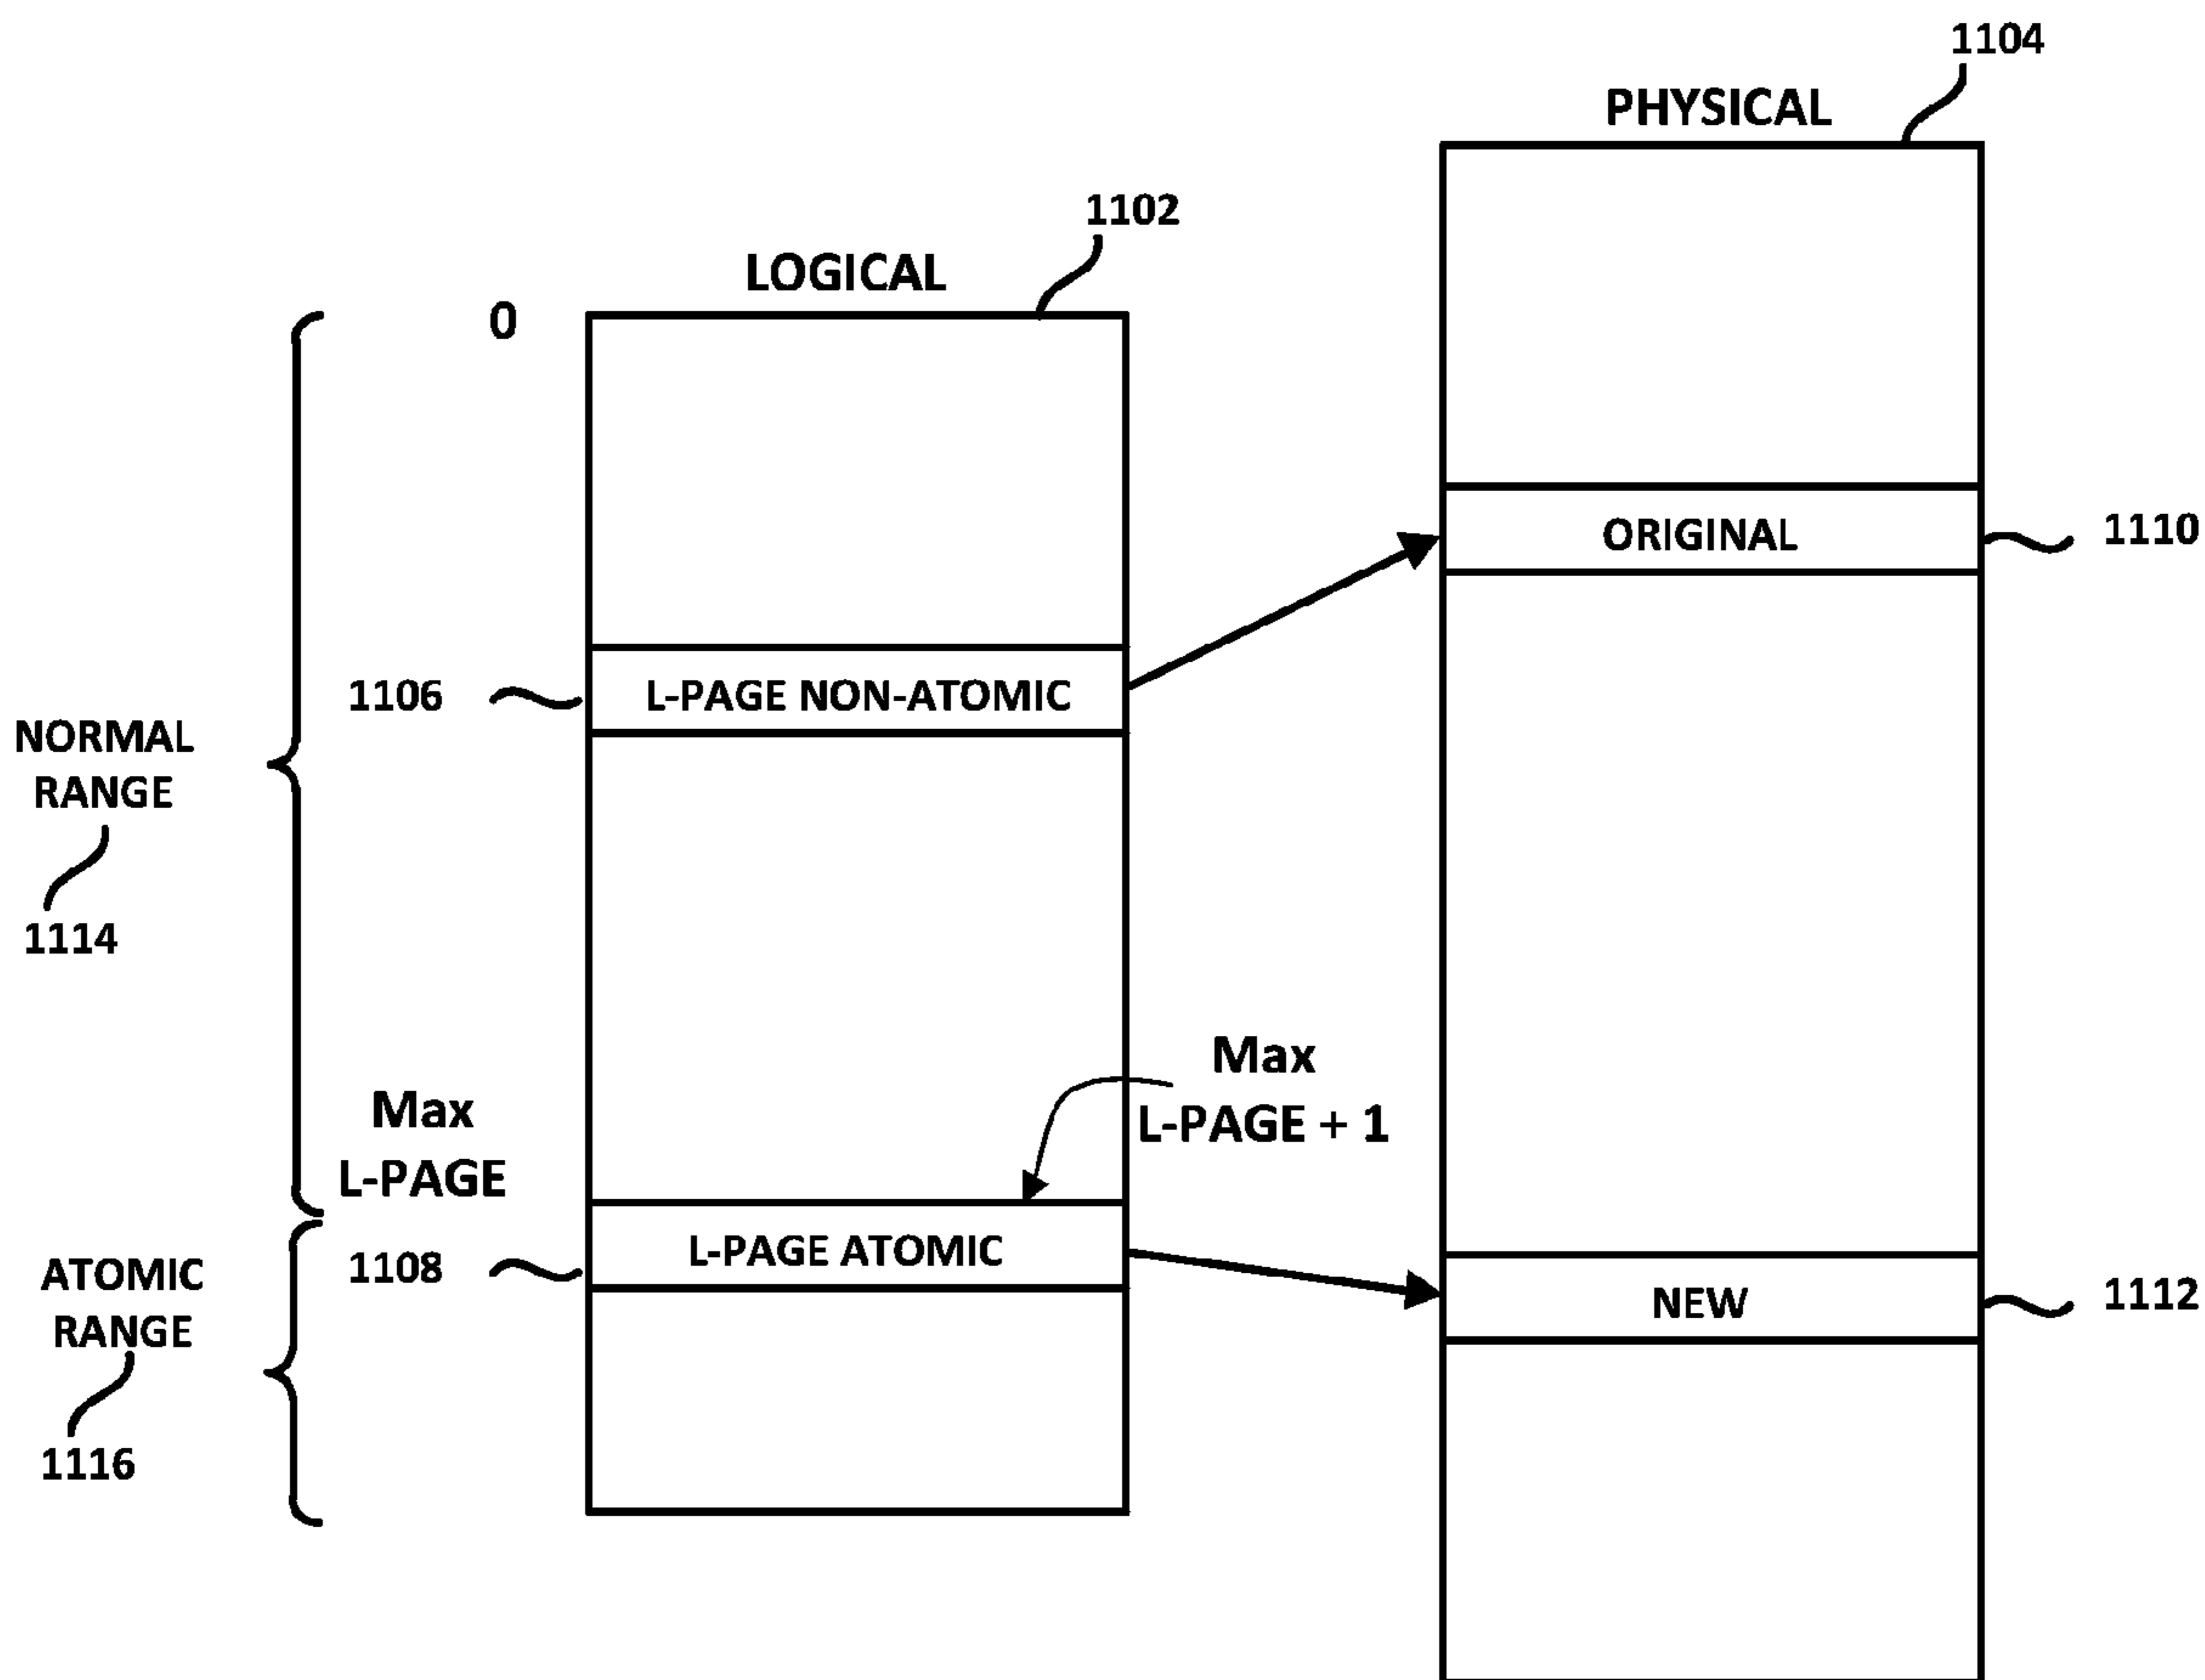 1104
PHYSICAL
1102
LOGICAL
0
ORIGINAL
1110
1106
L-PAGE NON-ATOMIC
NORMAL
RANGE
1114
Max
L-PAGE + 1
Max
L-PAGE
L-PAGE ATOMIC
1108
ATOMIC
RANGE
1116
NEW
1112